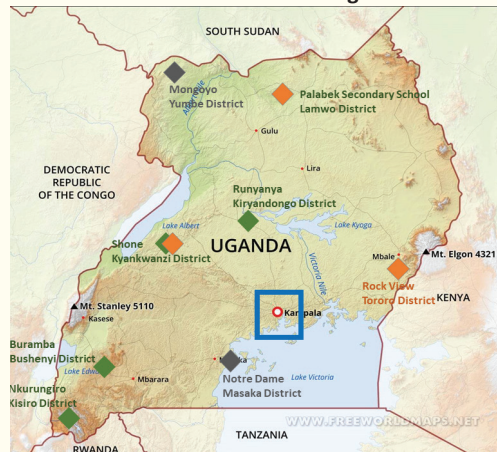 SOUTH SUDAN
Mongoyo
Yumbe District
Albert Nile
Palabek Secondary School
Lamwo District
Gulu
DEMOCRATIC
REPUBLIC
OF THE CONGO
Lira
Runyanya
Kiryandongo District
Lake Albert
Lake Kyoga
Shone
Kyankwanzi District
UGANDA
Victoria Nile
Mbale
Mt. Elgon 4321
Rock View
Tororo District
KENYA
Mt. Stanley 5110
Kasese
Kampala
Buramba
Bushenyi District
Lake Edward
Mbarara
Notre Dame
Masaka District
Lake Victoria
Nkurungiro
Kisiro District
WWW.FREEWORLDMAPS.NET
TANZANIA
RWANDA